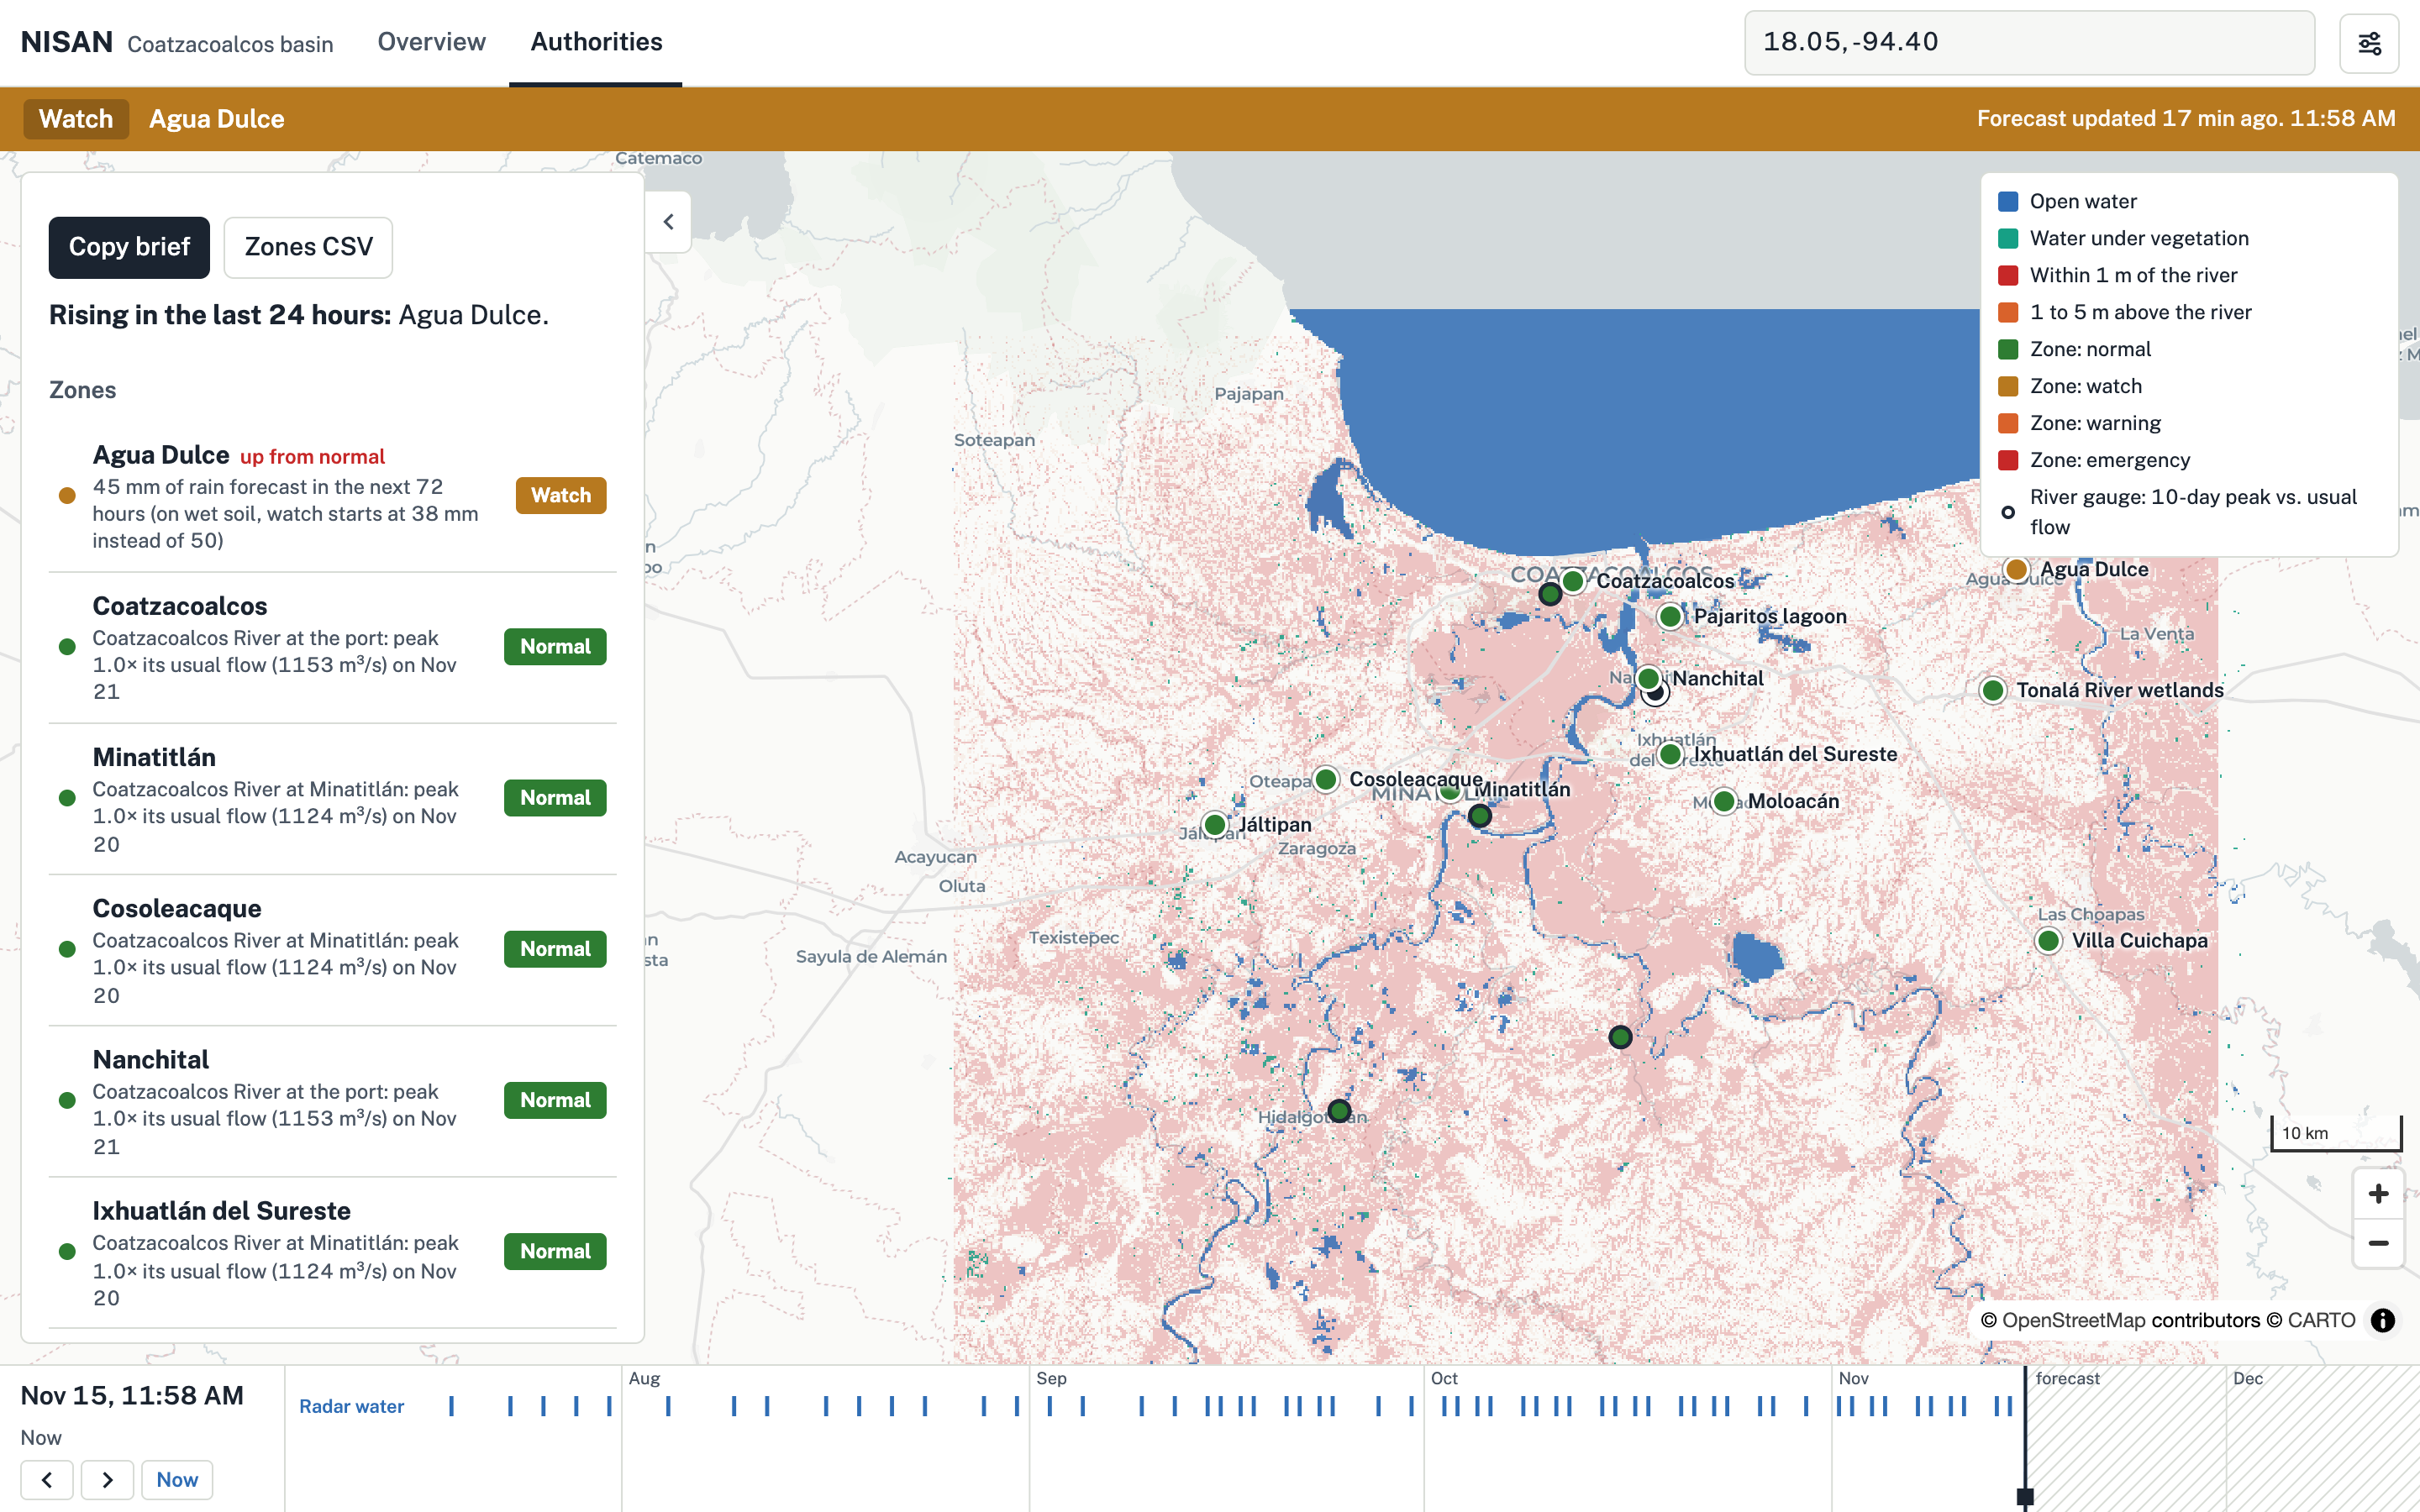 NISAN Coatzacoalcos basin Overview Authorities 18.05,-94.40
Watch Agua Dulce Forecast updated 17 min ago. 11:58 AM
Copy brief Zones CSV
Rising in the last 24 hours: Agua Dulce.
Zones
Agua Dulce up from normal
45 mm of rain forecast in the next 72
hours (on wet soil, watch starts at 38 mm
instead of 50)
Watch
Coatzacoalcos
Coatzacoalcos River at the port: peak
1.0× its usual flow (1153 m³/s) on Nov
21
Normal
Minatitlán
Coatzacoalcos River at Minatitlán: peak
1.0× its usual flow (1124 m³/s) on Nov
20
Normal
Cosoleacaque
Coatzacoalcos River at Minatitlán: peak
1.0× its usual flow (1124 m³/s) on Nov
20
Normal
Nanchital
Coatzacoalcos River at the port: peak
1.0× its usual flow (1153 m³/s) on Nov
21
Normal
Ixhuatlán del Sureste
Coatzacoalcos River at Minatitlán: peak
1.0× its usual flow (1124 m³/s) on Nov
20
Normal
Catemaco
Pajapan
Soteapan
COATZACOALCOS
Coatzacoalcos
Pajaritos lagoon
Nanchital
Agua Dulce
Agua Dulce
La Venta
Tonalá River wetlands
Ixhuatlán
Ixhuatlán del Sureste
Cosoleacaque
Minatitlán
Moloacán
Jáltipan
Zaragoza
Acayucan
Oluta
Texistepec
Sayula de Alemán
Las Choapas
Villa Cuichapa
Open water
Water under vegetation
Within 1 m of the river
1 to 5 m above the river
Zone: normal
Zone: watch
Zone: warning
Zone: emergency
River gauge: 10-day peak vs. usual
flow
10 km
+
−
© OpenStreetMap contributors © CARTO
Nov 15, 11:58 AM
Now
Now
Radar water
Aug
Sep
Oct
Nov
forecast
Dec